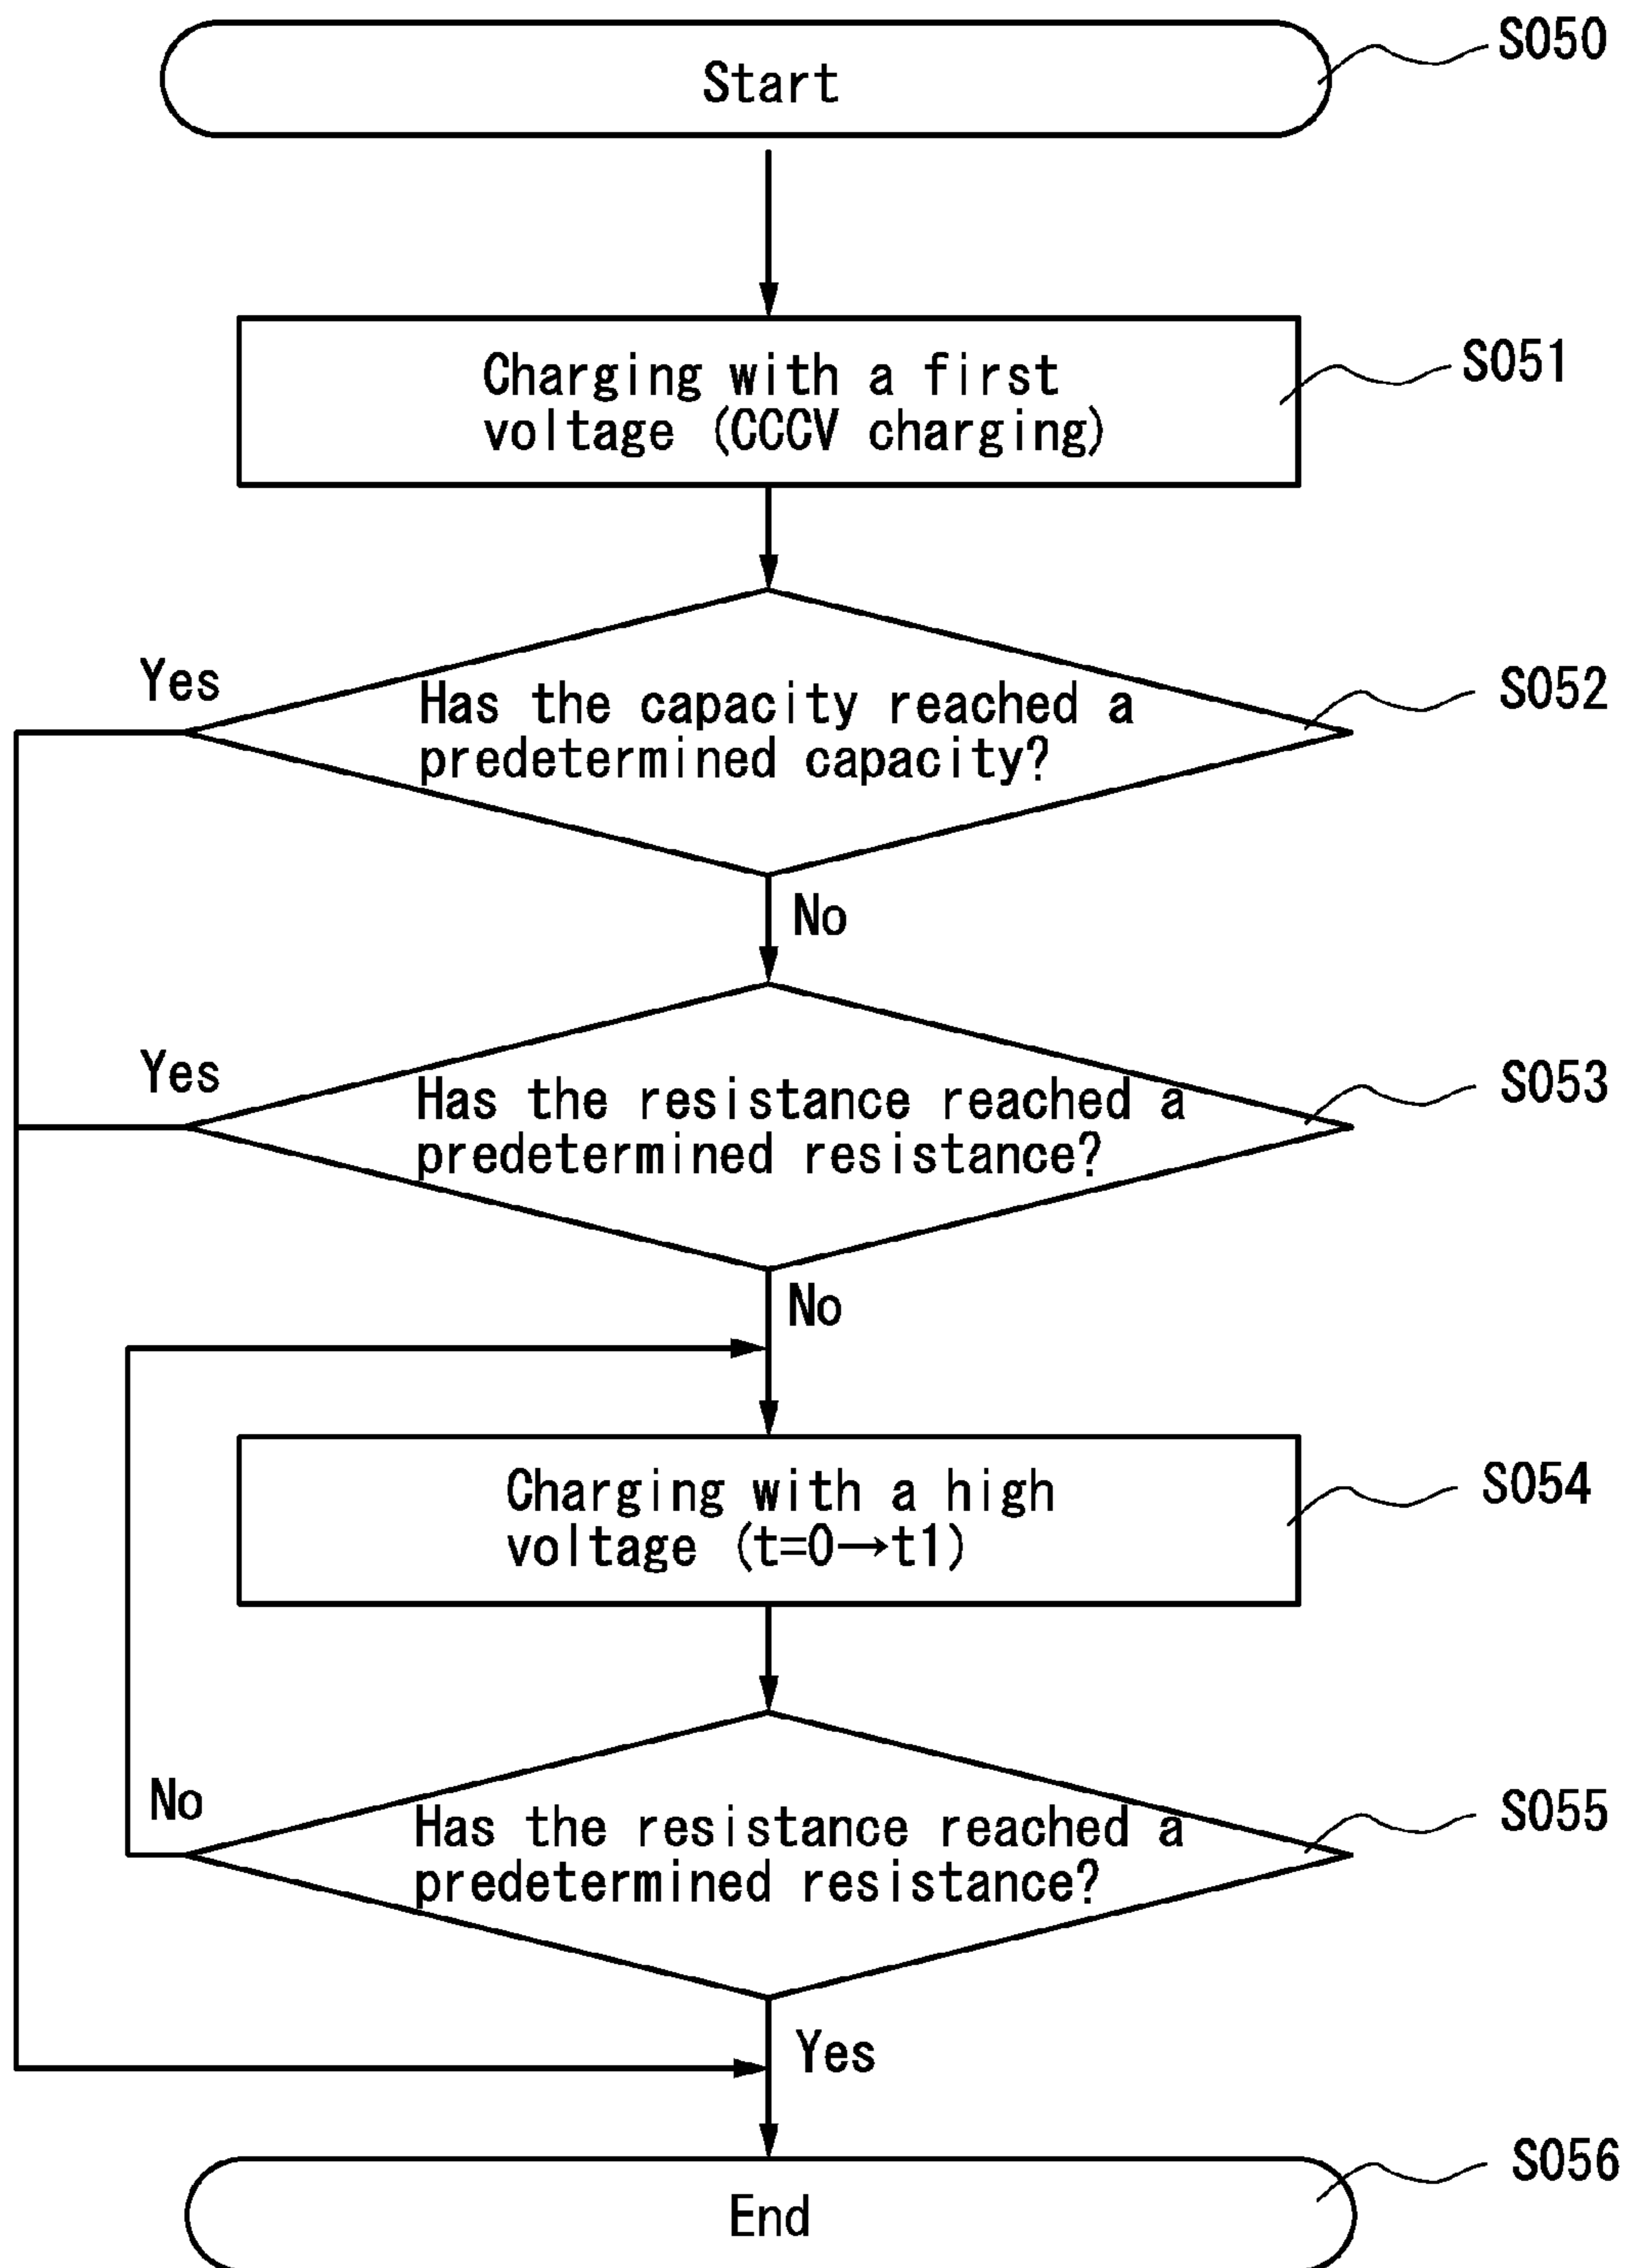 Start
S050
Charging with a first
voltage (CCCV charging)
S051
Yes
Has the capacity reached a
predetermined capacity?
S052
No
Yes
Has the resistance reached a
predetermined resistance?
S053
No
Charging with a high
voltage (t=0→t1)
S054
No
Has the resistance reached a
predetermined resistance?
S055
Yes
End
S056